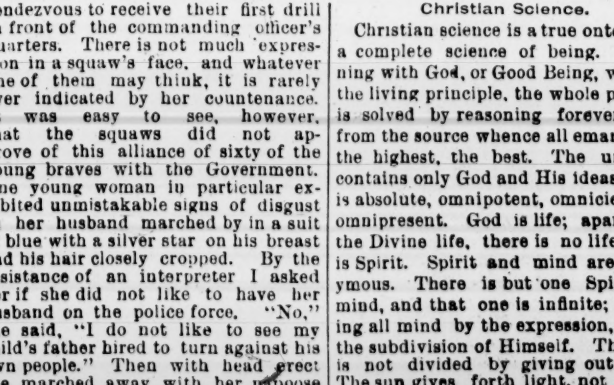 endezvous to receive their first drill
front of the commanding officer's
uarters. There is not much expres-
on in a squaw's face, and whatever
ne of them may think, it is rarely
er indicated by her countenance.
was easy to see, however,
at the squaws did not ap-
rove of this alliance of sixty of the
oung braves with the Government.
ne young woman in particular ex-
bited unmistakable signs of disgust
her husband marched by in a suit
blue with a silver star on his breast
d his hair closely cropped. By the
sistance of an interpreter I asked
r if she did not like to have her
usband on the police force. "No,"
e said, "I do not like to see my
ild's father hired to turn against his
wn people." Then with head erect
e marched away with her papoose
Christian Science.
Christian science is a true onto
a complete science of being.
ning with God, or Good Being, w
the living principle, the whole p
is solved by reasoning forever
from the source whence all emar
the highest, the best. The u
contains only God and His ideas
is absolute, omnipotent, omnicie
omnipresent. God is life; apa
the Divine life, there is no life
is Spirit. Spirit and mind are
ymous. There is but one Spi
mind, and that one is infinite;
ing all mind by the expression,
the subdivision of Himself. Th
is not divided by giving out
The sun gives forth light, no